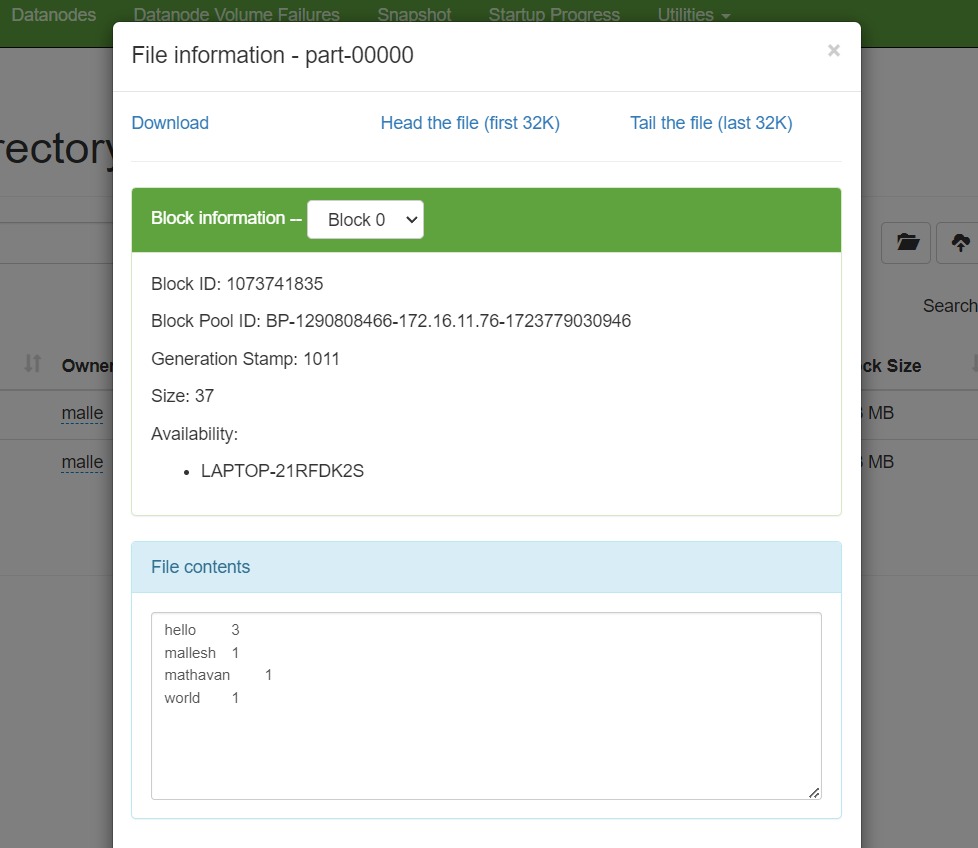 Datanodes Datanode Volume Failures Snapshot Startup Progress Utilities
File information - part-00000 ×
Download Head the file (first 32K) Tail the file (last 32K)
Block information -- Block 0
Block ID: 1073741835
Block Pool ID: BP-1290808466-172.16.11.76-1723779030946
Generation Stamp: 1011
Size: 37
Availability:
LAPTOP-21RFDK2S
Search
Owner Size
malle MB
malle MB
File contents
hello 3
mallesh 1
mathavan 1
world 1